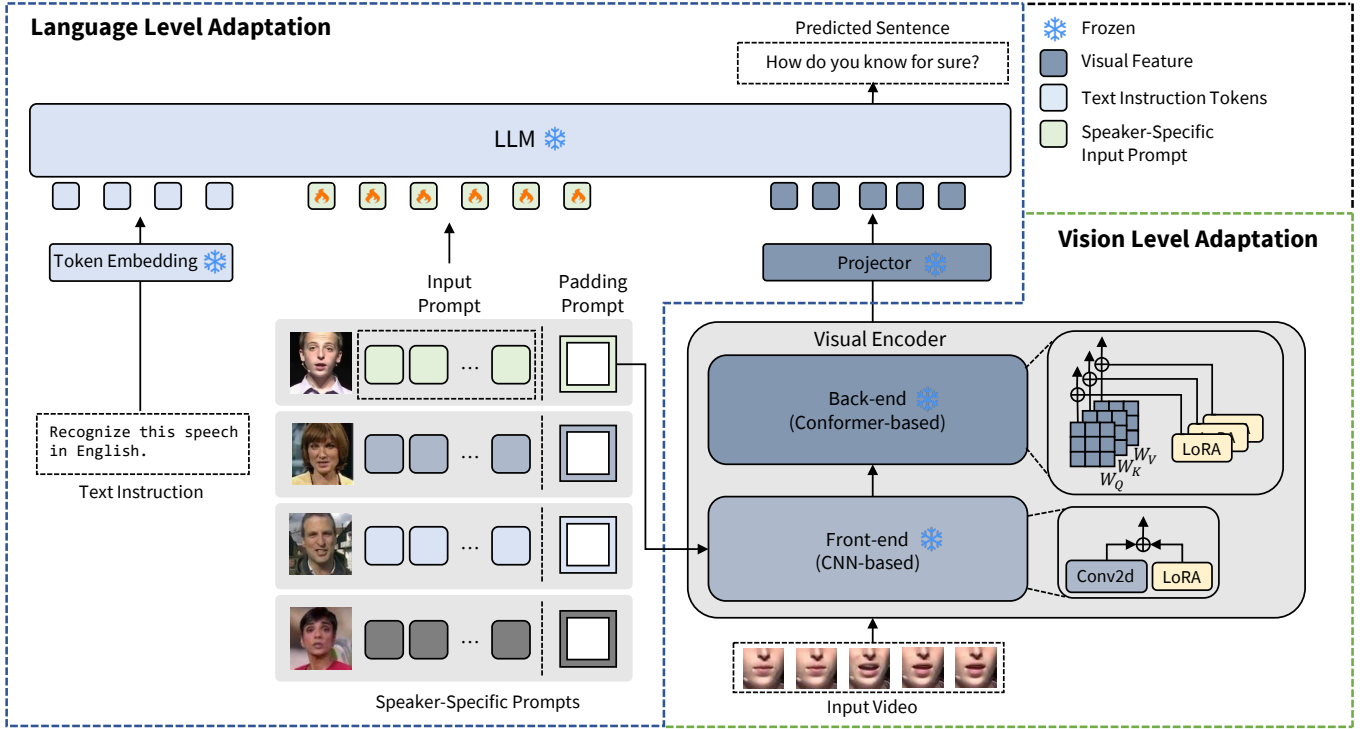 Language Level Adaptation
Predicted Sentence
How do you know for sure?
Frozen
Visual Feature
Text Instruction Tokens
Speaker-Specific
Input Prompt
LLM
Token Embedding
Projector
Vision Level Adaptation
Input
Prompt
Padding
Prompt
...
...
...
...
Recognize this speech
in English.
Text Instruction
Speaker-Specific Prompts
Visual Encoder
Back-end
(Conformer-based)
Front-end
(CNN-based)
W_Q
W_K
W_V
LoRA
Conv2d
LoRA
Input Video